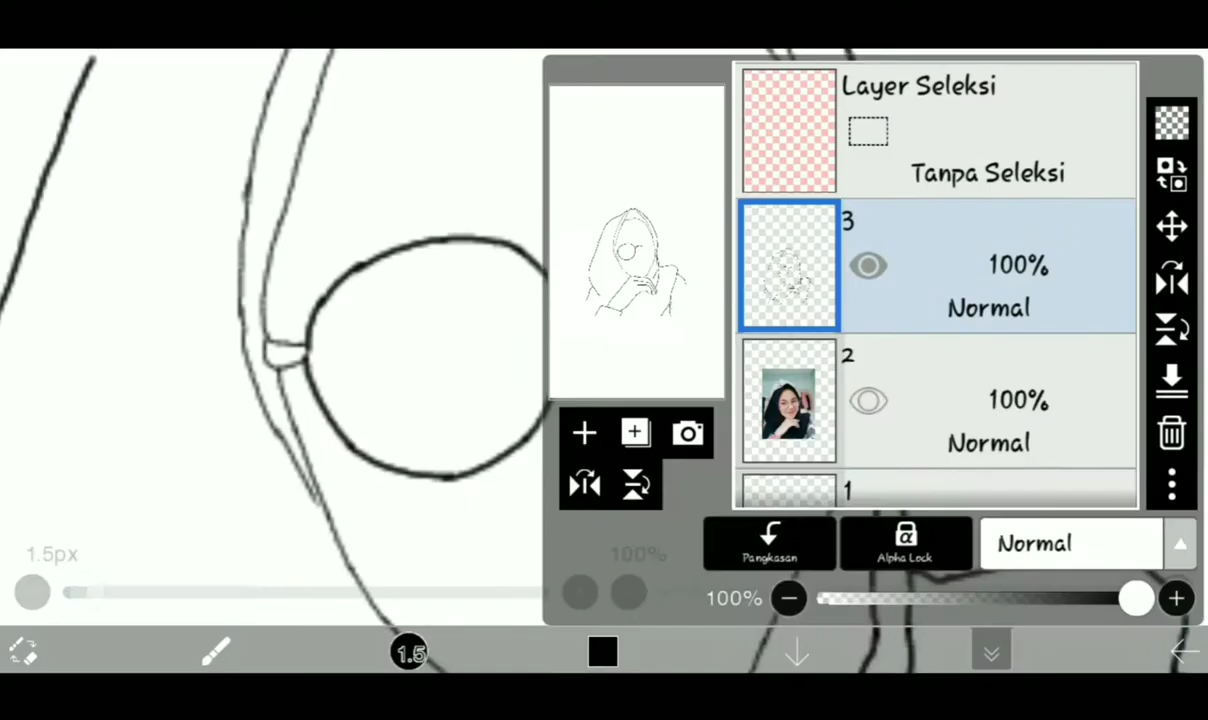 Layer Seleksi
Tanpa Seleksi
3
100%
Normal
2
100%
Normal
1
Pangkasan
Alpha Lock
Normal
1.5px
100%
100%
1.5